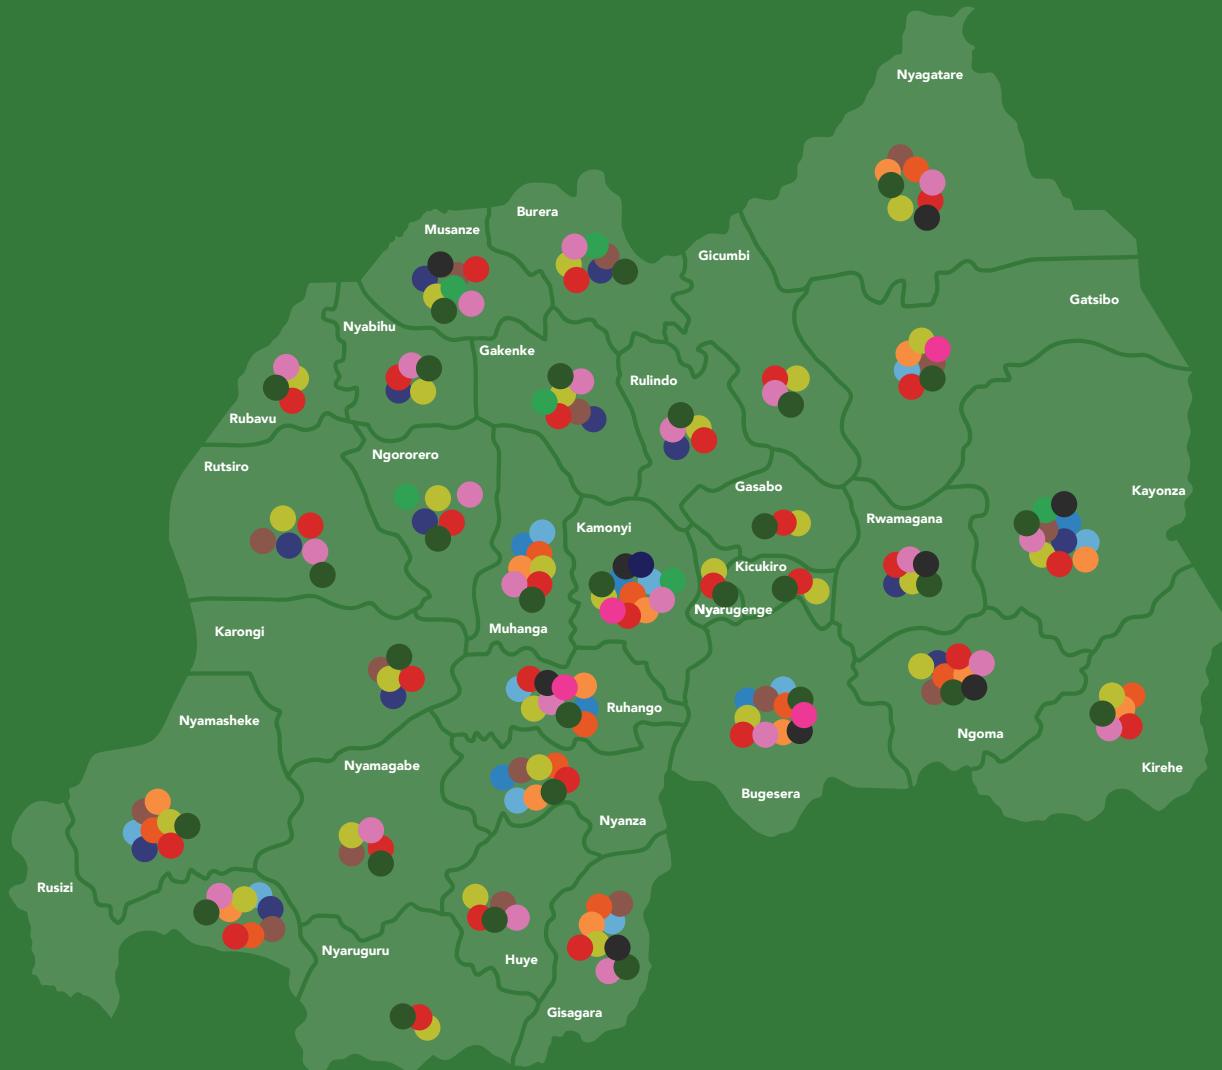 Nyagatare
Burera
Musanze
Gicumbi
Gatsibo
Nyabihu
Gakenke
Rulindo
Rubavu
Ngororero
Rutsiro
Gasabo
Kayonza
Rwamagana
Kamonyi
Kicukiro
Nyarugenge
Muhanga
Karongi
Ruhango
Nyamasheke
Ngoma
Nyamagabe
Kirehe
Bugesera
Nyanza
Rusizi
Nyaruguru
Huye
Gisagara